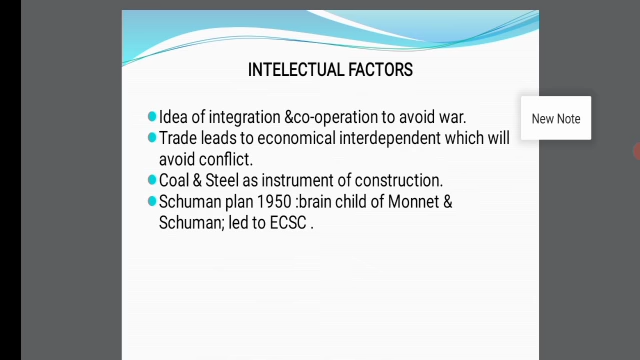 INTELECTUAL FACTORS
Idea of integration &co-operation to avoid war.
Trade leads to economical interdependent which will
avoid conflict.
Coal & Steel as instrument of construction.
Schuman plan 1950 :brain child of Monnet &
Schuman; led to ECSC .
New Note